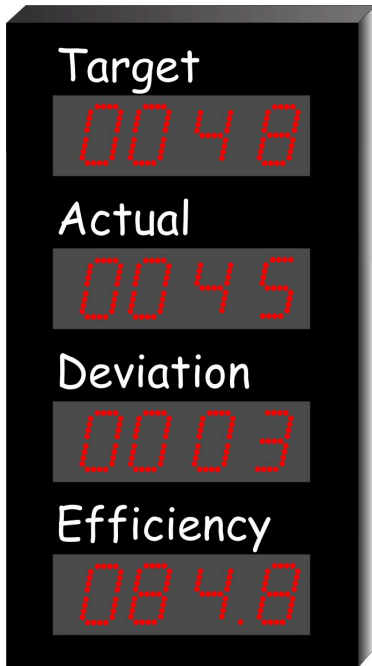 Target
0048
Actual
0045
Deviation
0003
Efficiency
084.8